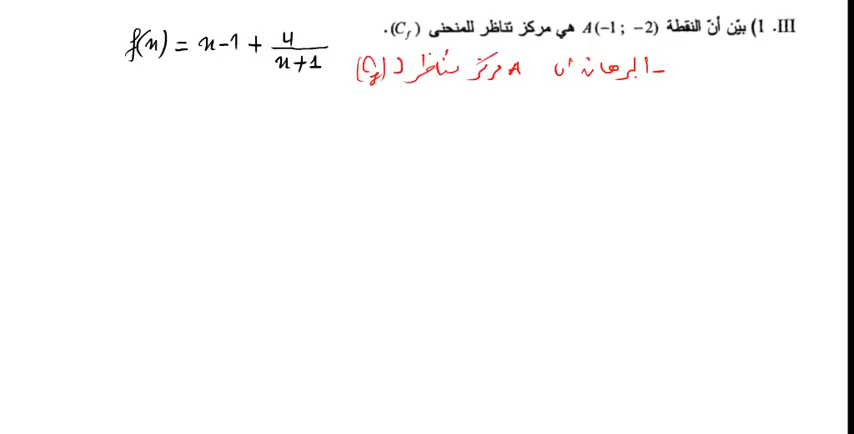 III. 1) بيّن أنّ النقطة A(−1 ; −2) هي مركز تناظر للمنحنى (C_f).
f(x) = x-1 + 4/(x+1)
- البرهان أن A مركز تناظر لـ (C_f)